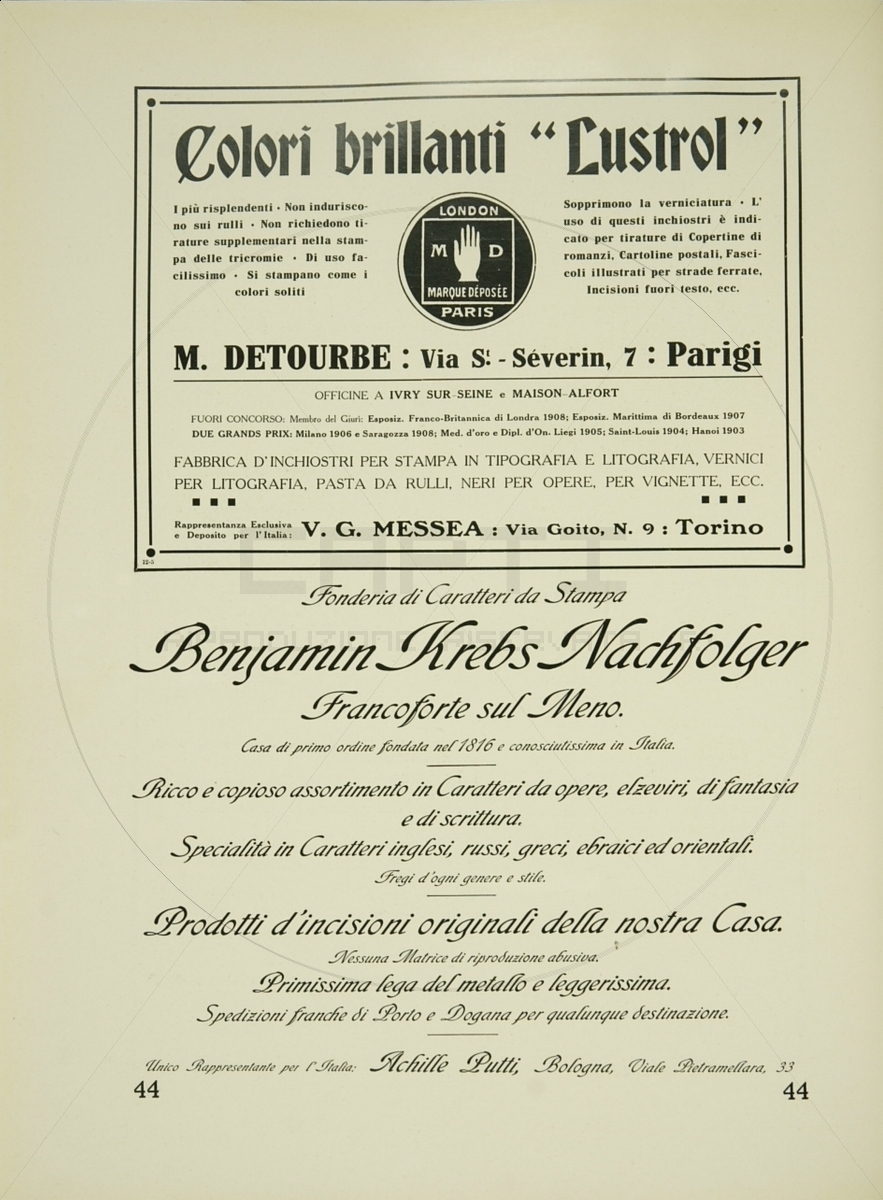 Colori brillanti “Lustrol”
I più risplendenti · Non indurisco-
no sui rulli · Non richiedono ti-
rature supplementari nella stam-
pa delle tricromie · Di uso fa-
cilissimo · Si stampano come i
colori soliti
LONDON
M D
MARQUE DÉPOSÉE
PARIS
Sopprimono la verniciatura · L'
uso di questi inchiostri è indi-
cato per tirature di Copertine di
romanzi, Cartoline postali, Fasci-
coli illustrati per strade ferrate,
Incisioni fuori testo, ecc.
M. DETOURBE : Via St. - Séverin, 7 : Parigi
OFFICINE A IVRY SUR SEINE e MAISON-ALFORT
FUORI CONCORSO: Membro del Giurì: Esposiz. Franco-Britannica di Londra 1908; Esposiz. Marittima di Bordeaux 1907
DUE GRANDS PRIX: Milano 1906 e Saragozza 1908; Med. d'oro e Dipl. d'On. Liegi 1905; Saint-Louis 1904; Hanoi 1903
FABBRICA D'INCHIOSTRI PER STAMPA IN TIPOGRAFIA E LITOGRAFIA, VERNICI
PER LITOGRAFIA, PASTA DA RULLI, NERI PER OPERE, PER VIGNETTE, ECC.
Rappresentanza Esclusiva
e Deposito per l'Italia: V. G. MESSEA : Via Goito, N. 9 : Torino
22-5
Fonderia di Caratteri da Stampa
Benjamin Krebs Nachfolger
Francoforte sul Meno.
Casa di primo ordine fondata nel 1816 e conosciutissima in Italia.
Ricco e copioso assortimento in Caratteri da opere, elzeviri, di fantasia
e di scrittura.
Specialità in Caratteri inglesi, russi, greci, ebraici ed orientali.
Fregi d'ogni genere e stile.
Prodotti d'incisioni originali della nostra Casa.
Nessuna Matrice di riproduzione abusiva.
Primissima lega del metallo e leggerissima.
Spedizioni franche di Porto e Dogana per qualunque destinazione.
Unico Rappresentante per l'Italia: Achille Putti, Bologna, Viale Pietramellara, 33
44 44